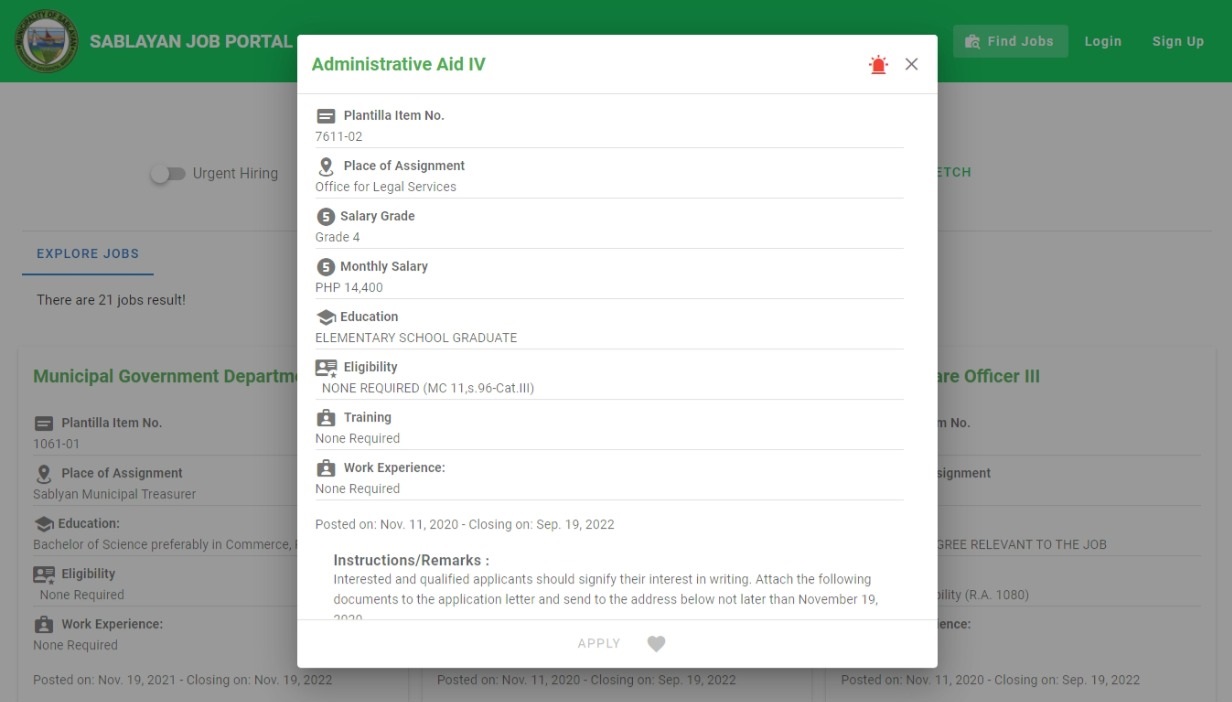 SABLAYAN JOB PORTAL
Find Jobs
Login
Sign Up
Urgent Hiring
ETCH
EXPLORE JOBS
There are 21 jobs result!
Administrative Aid IV
Plantilla Item No.
7611-02
Place of Assignment
Office for Legal Services
Salary Grade
Grade 4
Monthly Salary
PHP 14,400
Education
ELEMENTARY SCHOOL GRADUATE
Eligibility
NONE REQUIRED (MC 11,s.96-Cat.III)
Training
None Required
Work Experience:
None Required
Posted on: Nov. 11, 2020 - Closing on: Sep. 19, 2022
Instructions/Remarks :
Interested and qualified applicants should signify their interest in writing. Attach the following
documents to the application letter and send to the address below not later than November 19,
2020
APPLY
Municipal Government Departm
Plantilla Item No.
1061-01
Place of Assignment
Sablyan Municipal Treasurer
Education:
Bachelor of Science preferably in Commerce,
Eligibility
None Required
Work Experience:
None Required
Posted on: Nov. 19, 2021 - Closing on: Nov. 19, 2022
Posted on: Nov. 11, 2020 - Closing on: Sep. 19, 2022
are Officer III
m No.
signment
GREE RELEVANT TO THE JOB
bility (R.A. 1080)
ence:
Posted on: Nov. 11, 2020 - Closing on: Sep. 19, 2022